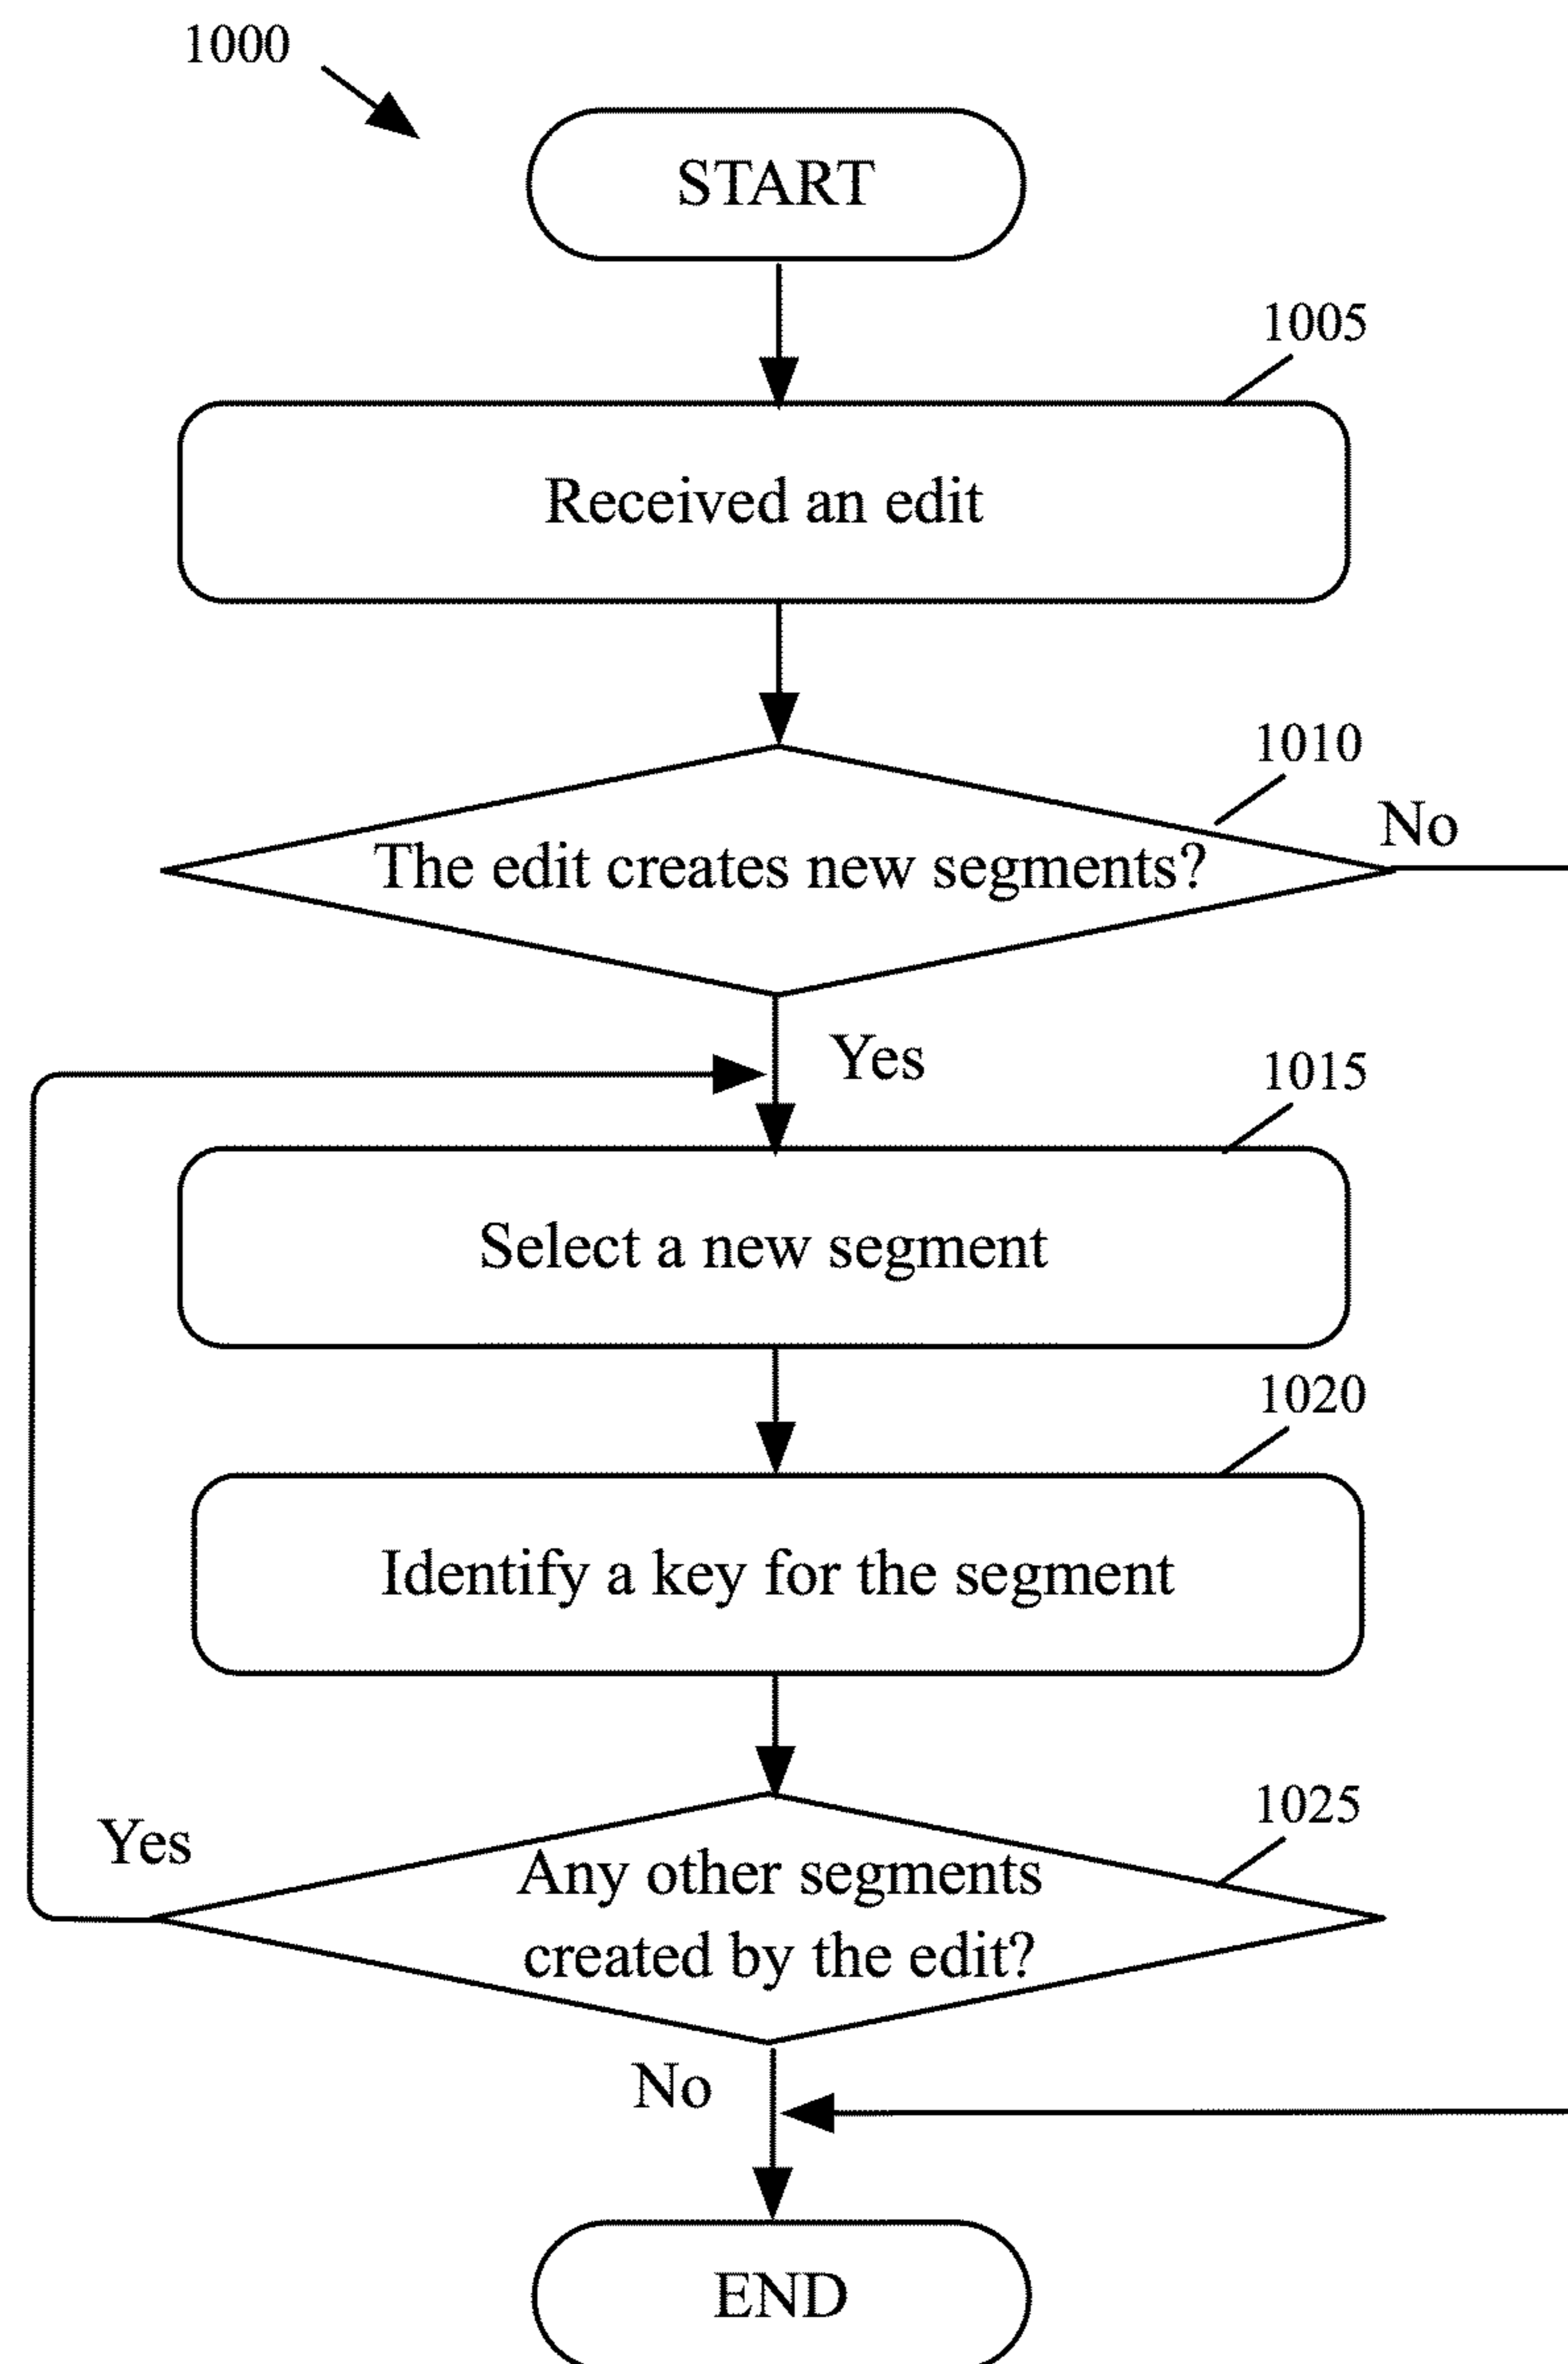 1000
START
1005
Received an edit
1010
No
The edit creates new segments?
Yes
1015
Select a new segment
1020
Identify a key for the segment
1025
Yes
Any other segments
created by the edit?
No
END